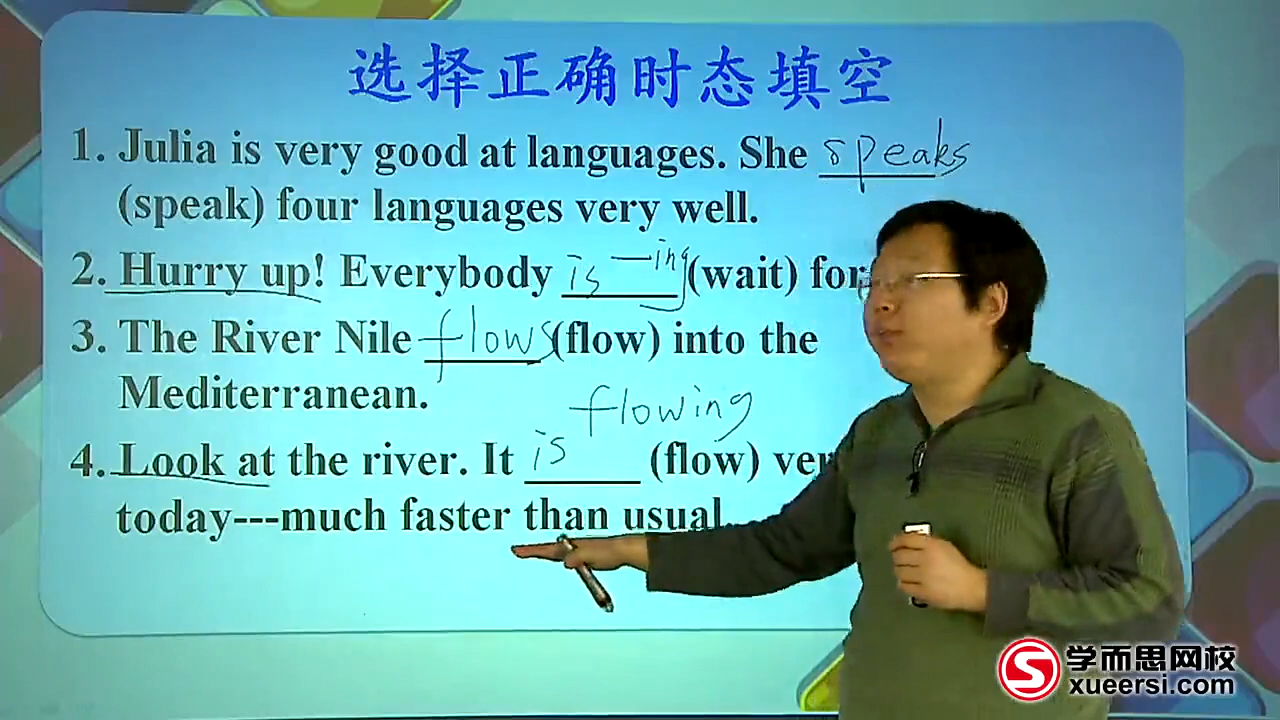 选择正确时态填空
1. Julia is very good at languages. She speaks
(speak) four languages very well.
2. Hurry up! Everybody is —ing (wait) for
3. The River Nile flows (flow) into the
Mediterranean.
flowing
4. Look at the river. It is (flow) ver
today---much faster than usual
学而思网校
xueersi.com